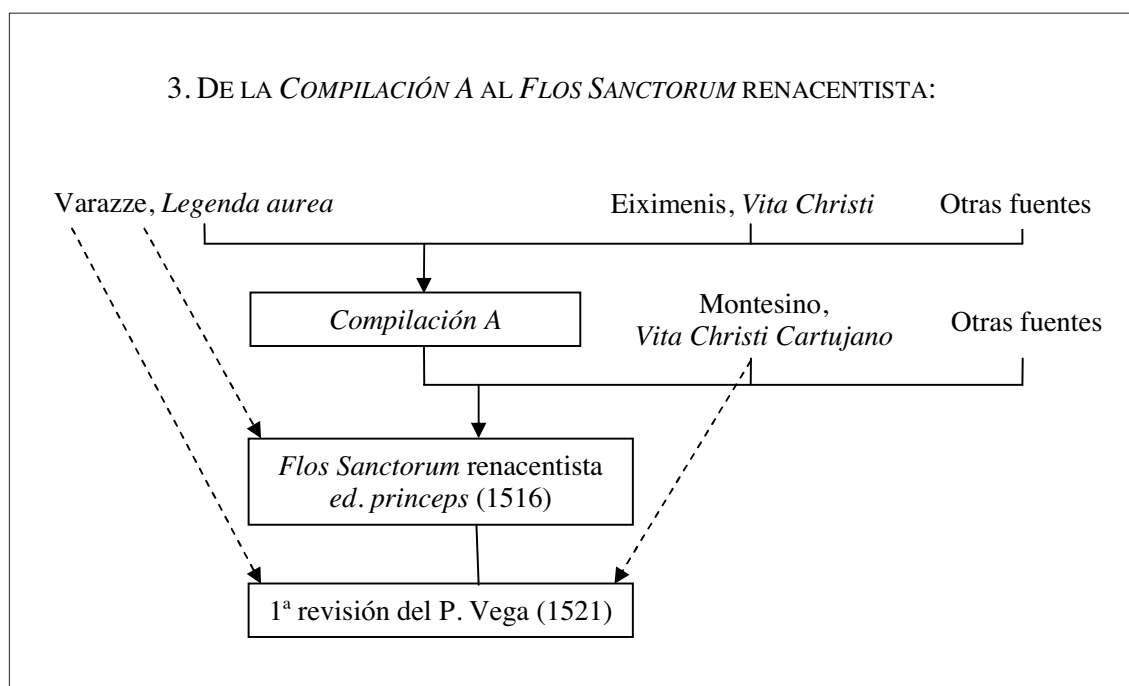 3. DE LA COMPILACIÓN A AL FLOS SANCTORUM RENACENTISTA:
Varazze, Legenda aurea
Eiximenis, Vita Christi
Otras fuentes
Compilación A
Montesino,
Vita Christi Cartujano
Otras fuentes
Flos Sanctorum renacentista
ed. princeps (1516)
1ª revisión del P. Vega (1521)